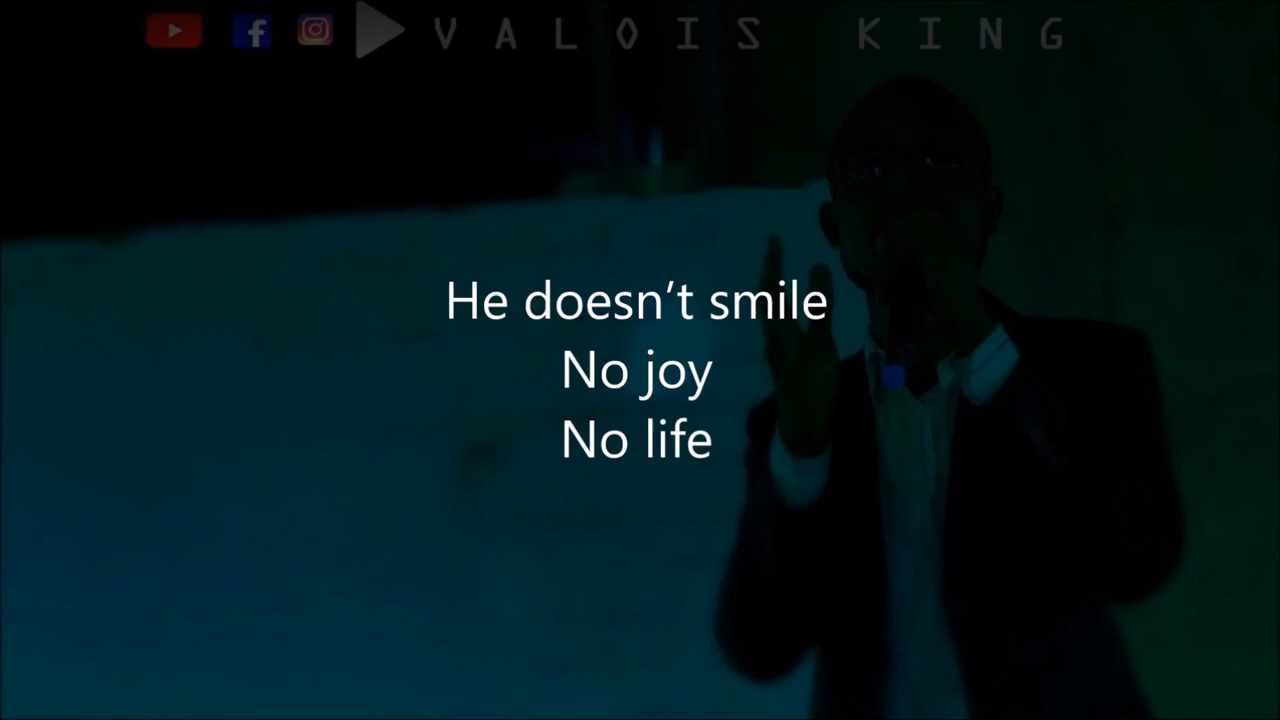 V A L O I S K I N G
He doesn’t smile
No joy
No life